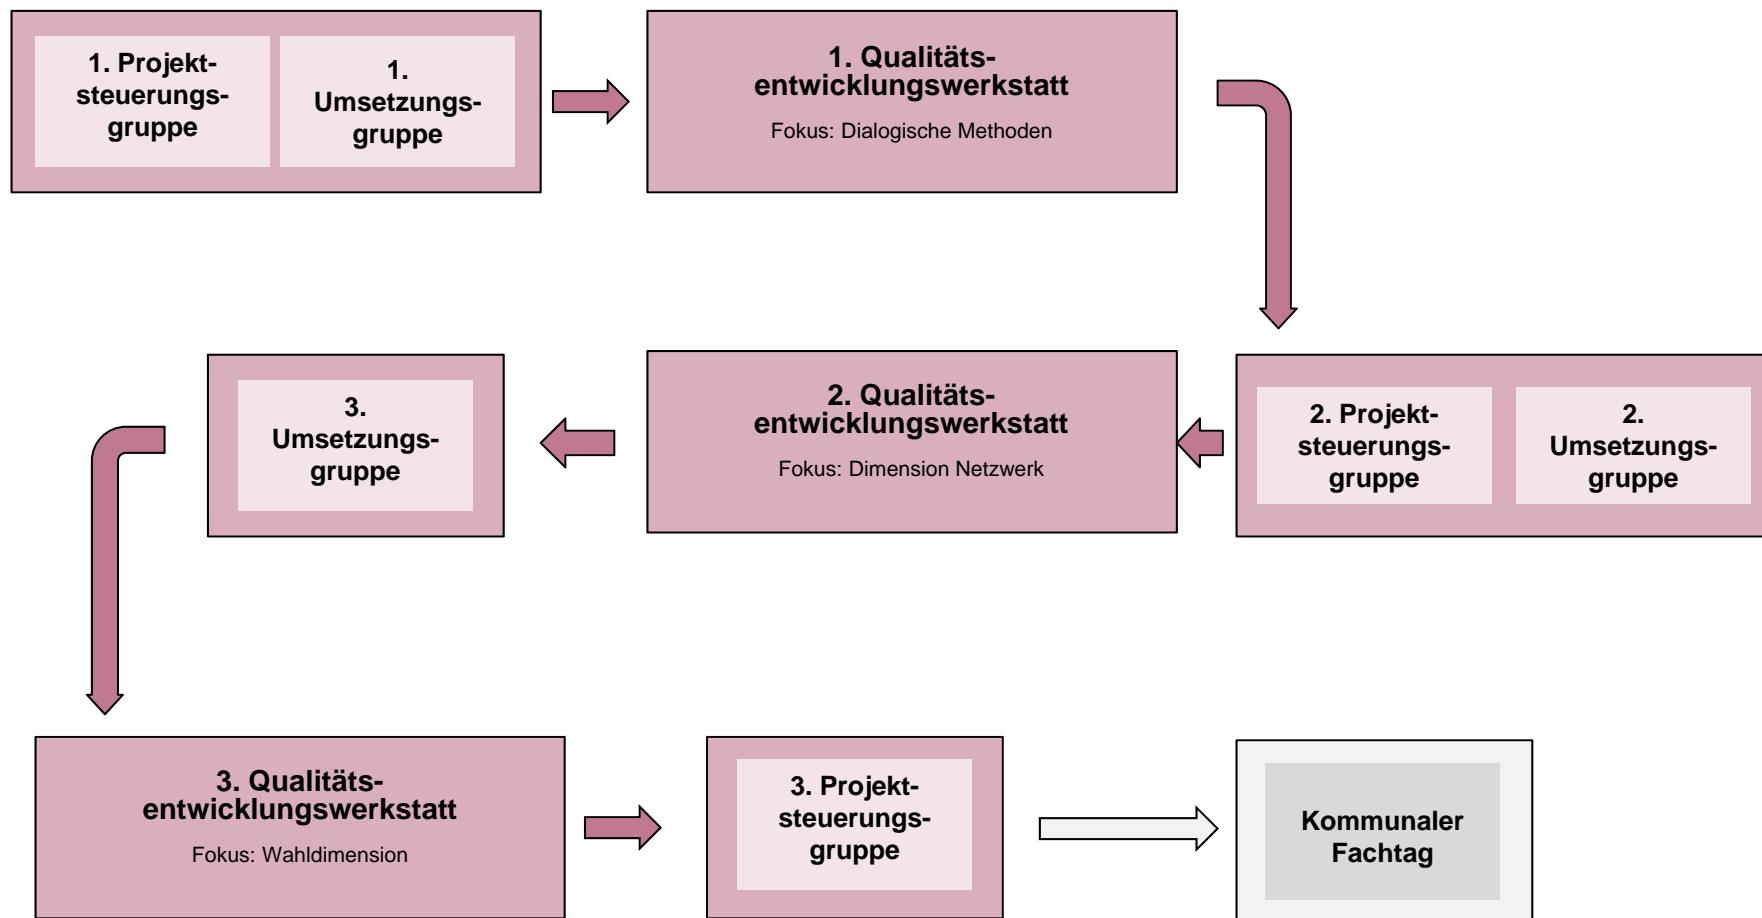 1. Projekt-
steuerungs-
gruppe
1.
Umsetzungs-
gruppe
1. Qualitäts-
entwicklungswerkstatt
Fokus: Dialogische Methoden
3.
Umsetzungs-
gruppe
2. Qualitäts-
entwicklungswerkstatt
Fokus: Dimension Netzwerk
2. Projekt-
steuerungs-
gruppe
2.
Umsetzungs-
gruppe
3. Qualitäts-
entwicklungswerkstatt
Fokus: Wahldimension
3. Projekt-
steuerungs-
gruppe
Kommunaler
Fachtag